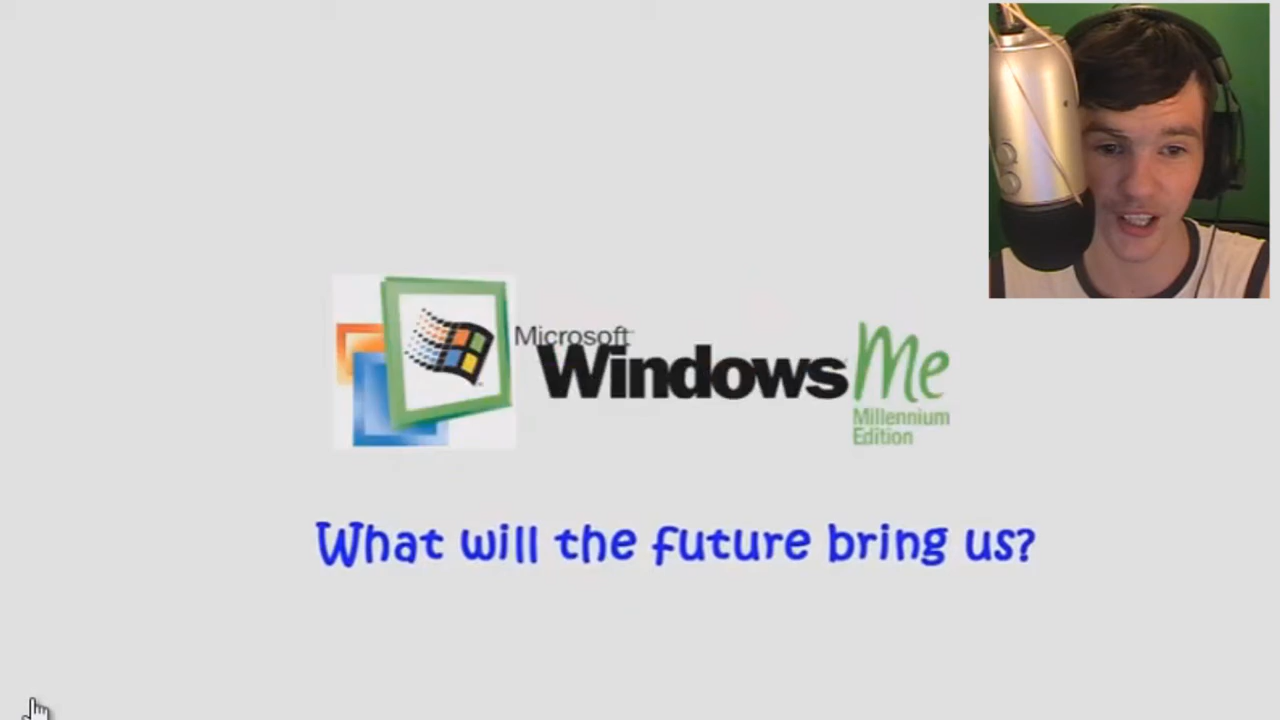 Microsoft
Windows Me
Millennium
Edition
What will the future bring us?